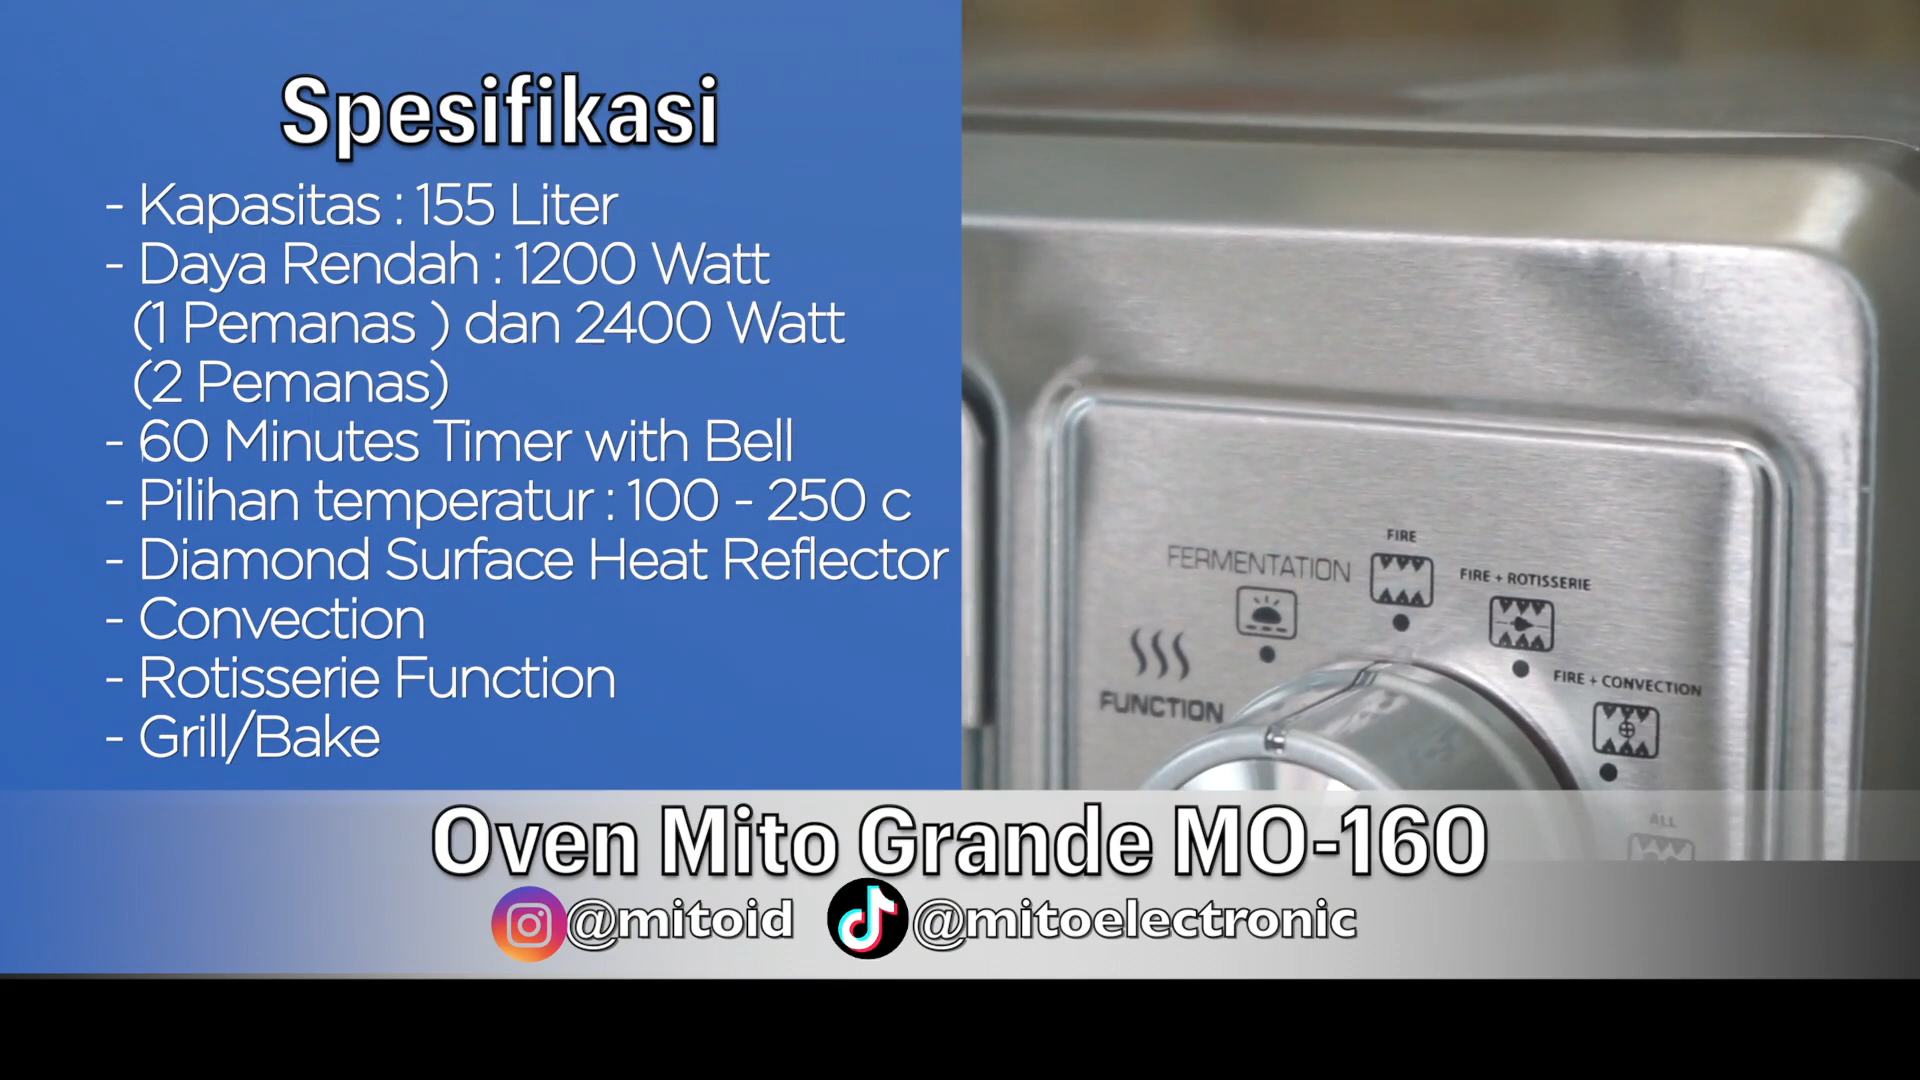 Spesifikasi
- Kapasitas : 155 Liter
- Daya Rendah : 1200 Watt
(1 Pemanas ) dan 2400 Watt
(2 Pemanas)
- 60 Minutes Timer with Bell
- Pilihan temperatur : 100 - 250 c
- Diamond Surface Heat Reflector
- Convection
- Rotisserie Function
- Grill/Bake
FERMENTATION
FIRE
FIRE + ROTISSERIE
FIRE + CONVECTION
FUNCTION
ALL
Oven Mito Grande MO-160
@mitoid @mitoelectronic